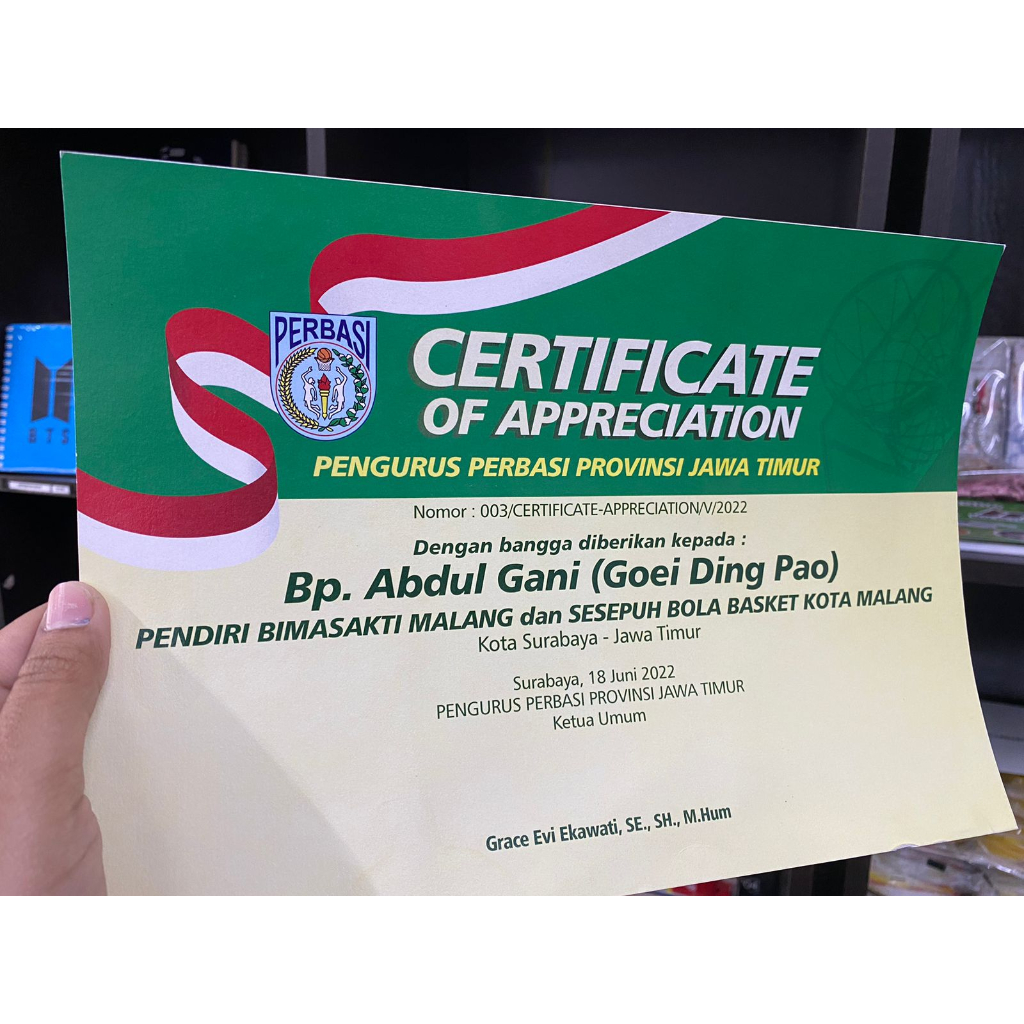 PERBASI
CERTIFICATE
OF APPRECIATION
PENGURUS PERBASI PROVINSI JAWA TIMUR
Nomor : 003/CERTIFICATE-APPRECIATION/V/2022
Dengan bangga diberikan kepada :
Bp. Abdul Gani (Goei Ding Pao)
PENDIRI BIMASAKTI MALANG dan SESEPUH BOLA BASKET KOTA MALANG
Kota Surabaya - Jawa Timur
Surabaya, 18 Juni 2022
PENGURUS PERBASI PROVINSI JAWA TIMUR
Ketua Umum
Grace Evi Ekawati, SE., SH., M.Hum
BTS